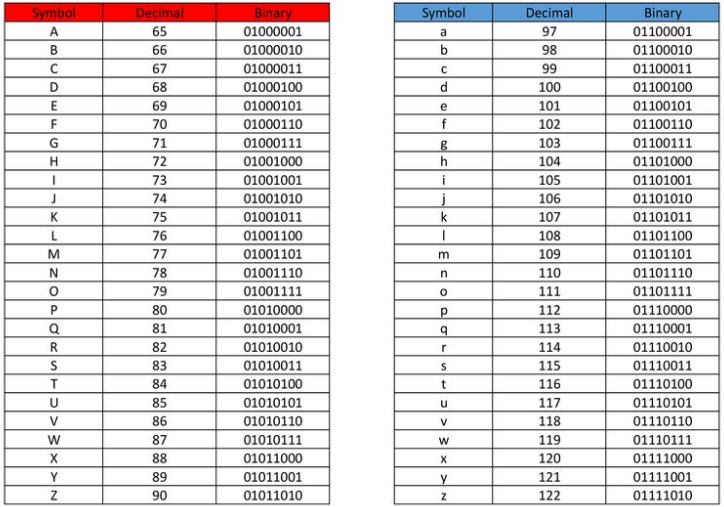 Symbol Decimal Binary Symbol Decimal Binary
A 65 01000001 a 97 01100001
B 66 01000010 b 98 01100010
C 67 01000011 c 99 01100011
D 68 01000100 d 100 01100100
E 69 01000101 e 101 01100101
F 70 01000110 f 102 01100110
G 71 01000111 g 103 01100111
H 72 01001000 h 104 01101000
I 73 01001001 i 105 01101001
J 74 01001010 j 106 01101010
K 75 01001011 k 107 01101011
L 76 01001100 l 108 01101100
M 77 01001101 m 109 01101101
N 78 01001110 n 110 01101110
O 79 01001111 o 111 01101111
P 80 01010000 p 112 01110000
Q 81 01010001 q 113 01110001
R 82 01010010 r 114 01110010
S 83 01010011 s 115 01110011
T 84 01010100 t 116 01110100
U 85 01010101 u 117 01110101
V 86 01010110 v 118 01110110
W 87 01010111 w 119 01110111
X 88 01011000 x 120 01111000
Y 89 01011001 y 121 01111001
Z 90 01011010 z 122 01111010